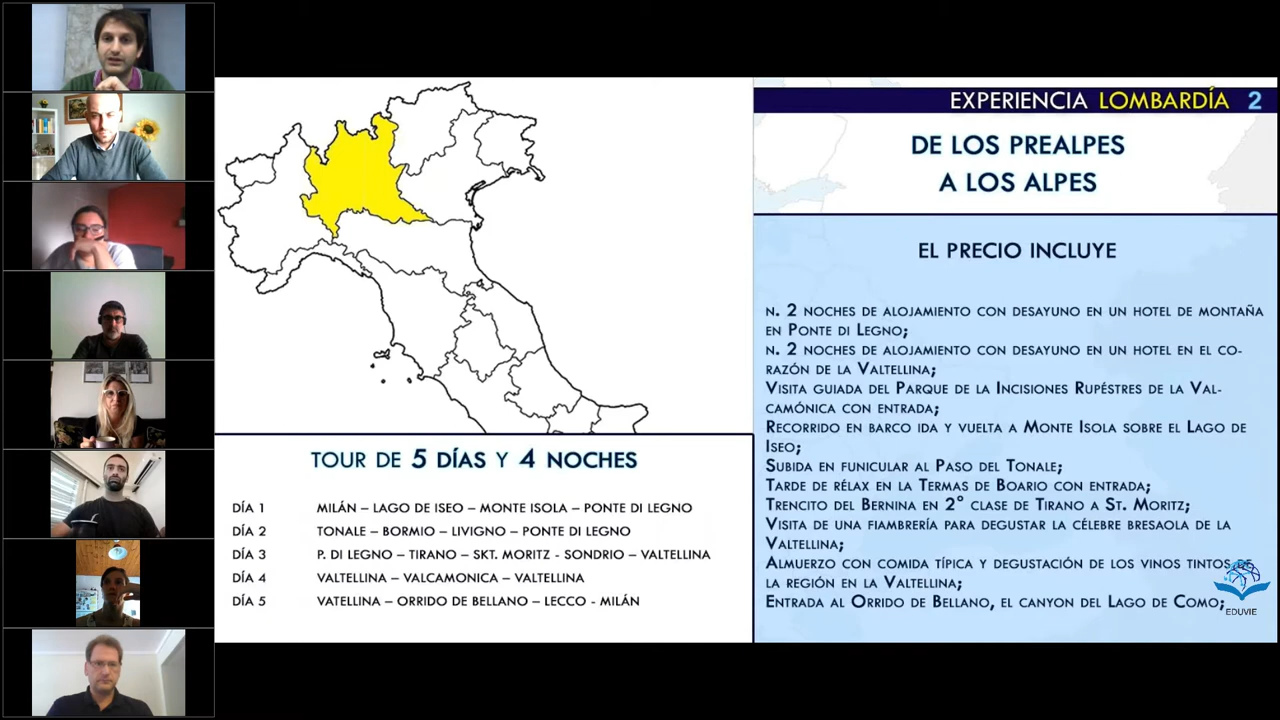 EXPERIENCIA LOMBARDÍA 2
DE LOS PREALPES
A LOS ALPES
EL PRECIO INCLUYE
N. 2 NOCHES DE ALOJAMIENTO CON DESAYUNO EN UN HOTEL DE MONTAÑA
EN PONTE DI LEGNO;
N. 2 NOCHES DE ALOJAMIENTO CON DESAYUNO EN UN HOTEL EN EL CO-
RAZÓN DE LA VALTELLINA;
VISITA GUIADA DEL PARQUE DE LA INCISIONES RUPÉSTRES DE LA VAL-
CAMÓNICA CON ENTRADA;
RECORRIDO EN BARCO IDA Y VUELTA A MONTE ISOLA SOBRE EL LAGO DE
ISEO;
SUBIDA EN FUNICULAR AL PASO DEL TONALE;
TARDE DE RÉLAX EN LA TERMAS DE BOARIO CON ENTRADA;
TRENCITO DEL BERNINA EN 2° CLASE DE TIRANO A ST. MORITZ;
VISITA DE UNA FIAMBRERÍA PARA DEGUSTAR LA CÉLEBRE BRESAOLA DE LA
VALTELLINA;
ALMUERZO CON COMIDA TÍPICA Y DEGUSTACIÓN DE LOS VINOS TINTOS DE
LA REGIÓN EN LA VALTELLINA;
ENTRADA AL ORRIDO DE BELLANO, EL CANYON DEL LAGO DE COMO;
EDUVIE
TOUR DE 5 DÍAS Y 4 NOCHES
DÍA 1 MILÁN – LAGO DE ISEO – MONTE ISOLA – PONTE DI LEGNO
DÍA 2 TONALE – BORMIO – LIVIGNO – PONTE DI LEGNO
DÍA 3 P. DI LEGNO – TIRANO – SKT. MORITZ - SONDRIO – VALTELLINA
DÍA 4 VALTELLINA – VALCAMONICA – VALTELLINA
DÍA 5 VATELLINA – ORRIDO DE BELLANO – LECCO - MILÁN